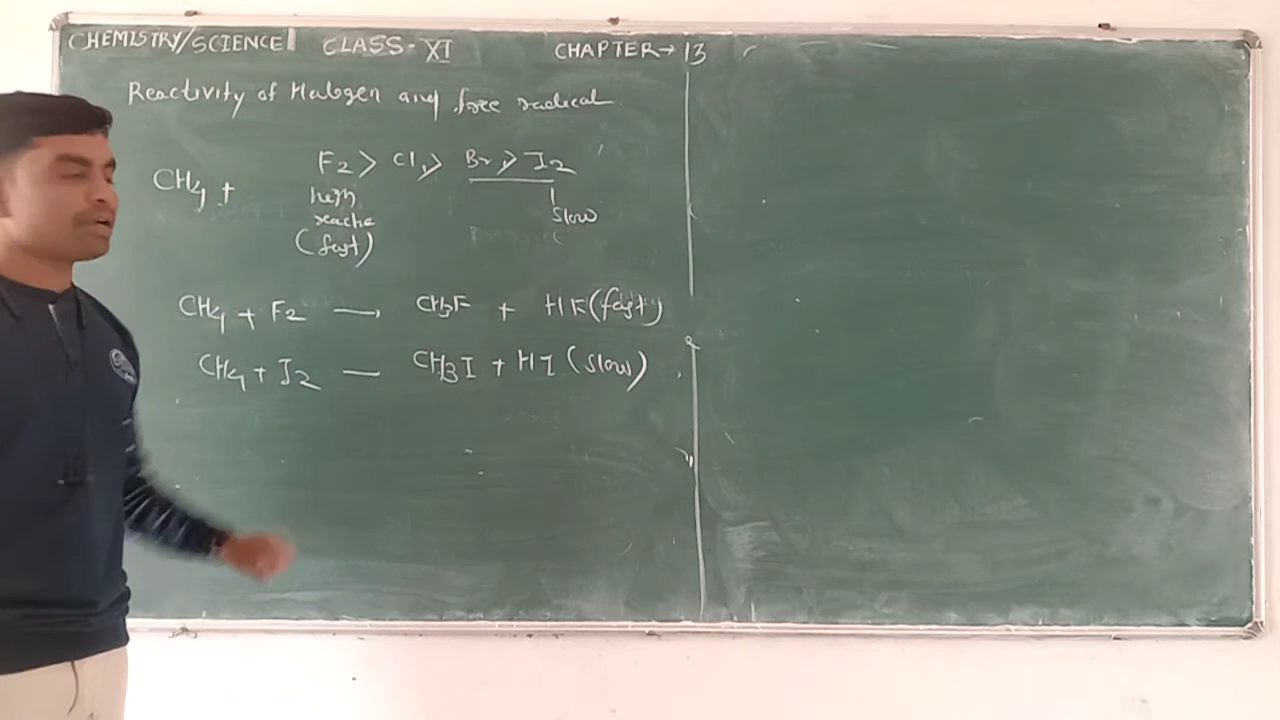 CHEMISTRY/SCIENCE CLASS-XI CHAPTER→13
Reactivity of Halogen and free radical
CH4 + F2 > Cl2 > Br2 > I2
high
slow
(fast)
CH4 + F2 → CH3F + HF (fast)
CH4 + I2 — CH3I + HI (slow)